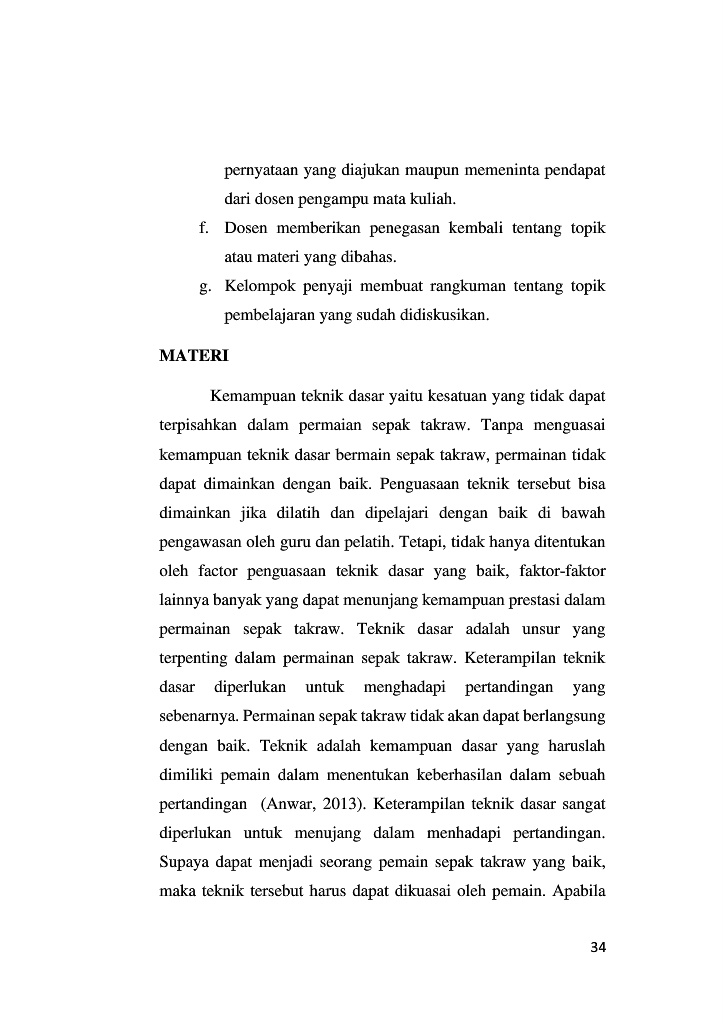 pernyataan yang diajukan maupun memeninta pendapat
dari dosen pengampu mata kuliah.
f. Dosen memberikan penegasan kembali tentang topik
atau materi yang dibahas.
g. Kelompok penyaji membuat rangkuman tentang topik
pembelajaran yang sudah didiskusikan.
MATERI
Kemampuan teknik dasar yaitu kesatuan yang tidak dapat
terpisahkan dalam permaian sepak takraw. Tanpa menguasai
kemampuan teknik dasar bermain sepak takraw, permainan tidak
dapat dimainkan dengan baik. Penguasaan teknik tersebut bisa
dimainkan jika dilatih dan dipelajari dengan baik di bawah
pengawasan oleh guru dan pelatih. Tetapi, tidak hanya ditentukan
oleh factor penguasaan teknik dasar yang baik, faktor-faktor
lainnya banyak yang dapat menunjang kemampuan prestasi dalam
permainan sepak takraw. Teknik dasar adalah unsur yang
terpenting dalam permainan sepak takraw. Keterampilan teknik
dasar diperlukan untuk menghadapi pertandingan yang
sebenarnya. Permainan sepak takraw tidak akan dapat berlangsung
dengan baik. Teknik adalah kemampuan dasar yang haruslah
dimiliki pemain dalam menentukan keberhasilan dalam sebuah
pertandingan (Anwar, 2013). Keterampilan teknik dasar sangat
diperlukan untuk menujang dalam menhadapi pertandingan.
Supaya dapat menjadi seorang pemain sepak takraw yang baik,
maka teknik tersebut harus dapat dikuasai oleh pemain. Apabila
34